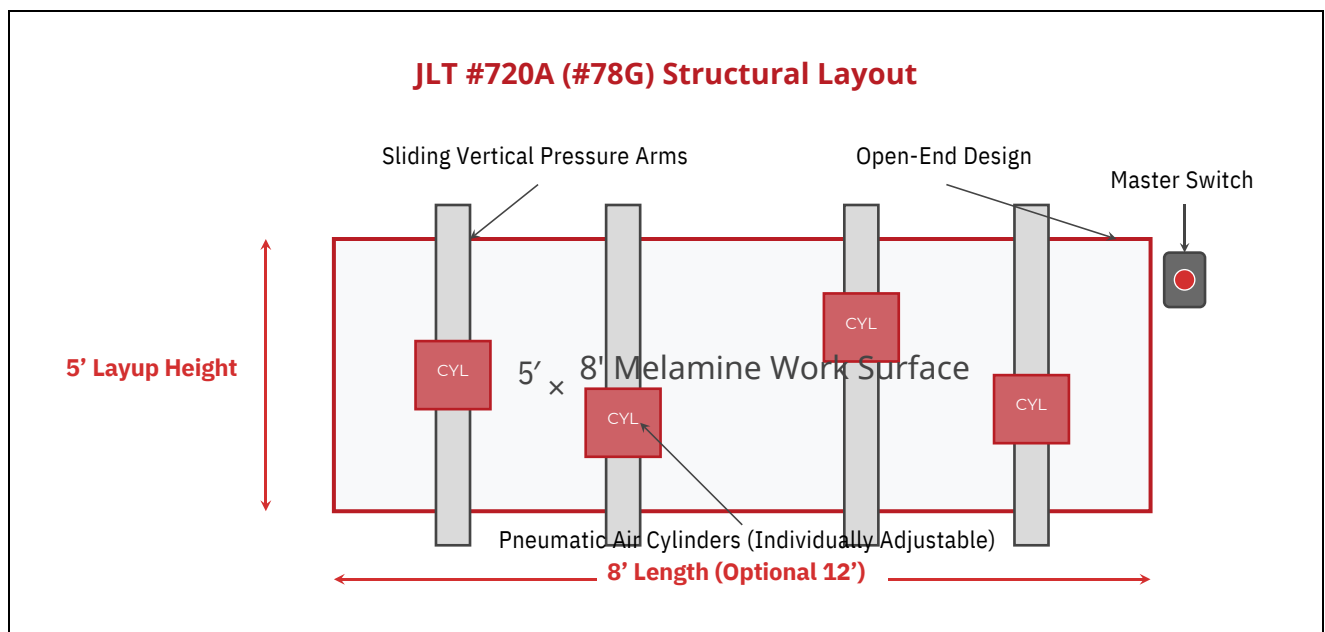 JLT #720A (#78G) Structural Layout
Sliding Vertical Pressure Arms
Open-End Design
Master Switch
CYL
5’ Layup Height
CYL
5′ × 8' Melamine Work Surface
CYL
CYL
Pneumatic Air Cylinders (Individually Adjustable)
8’ Length (Optional 12’)